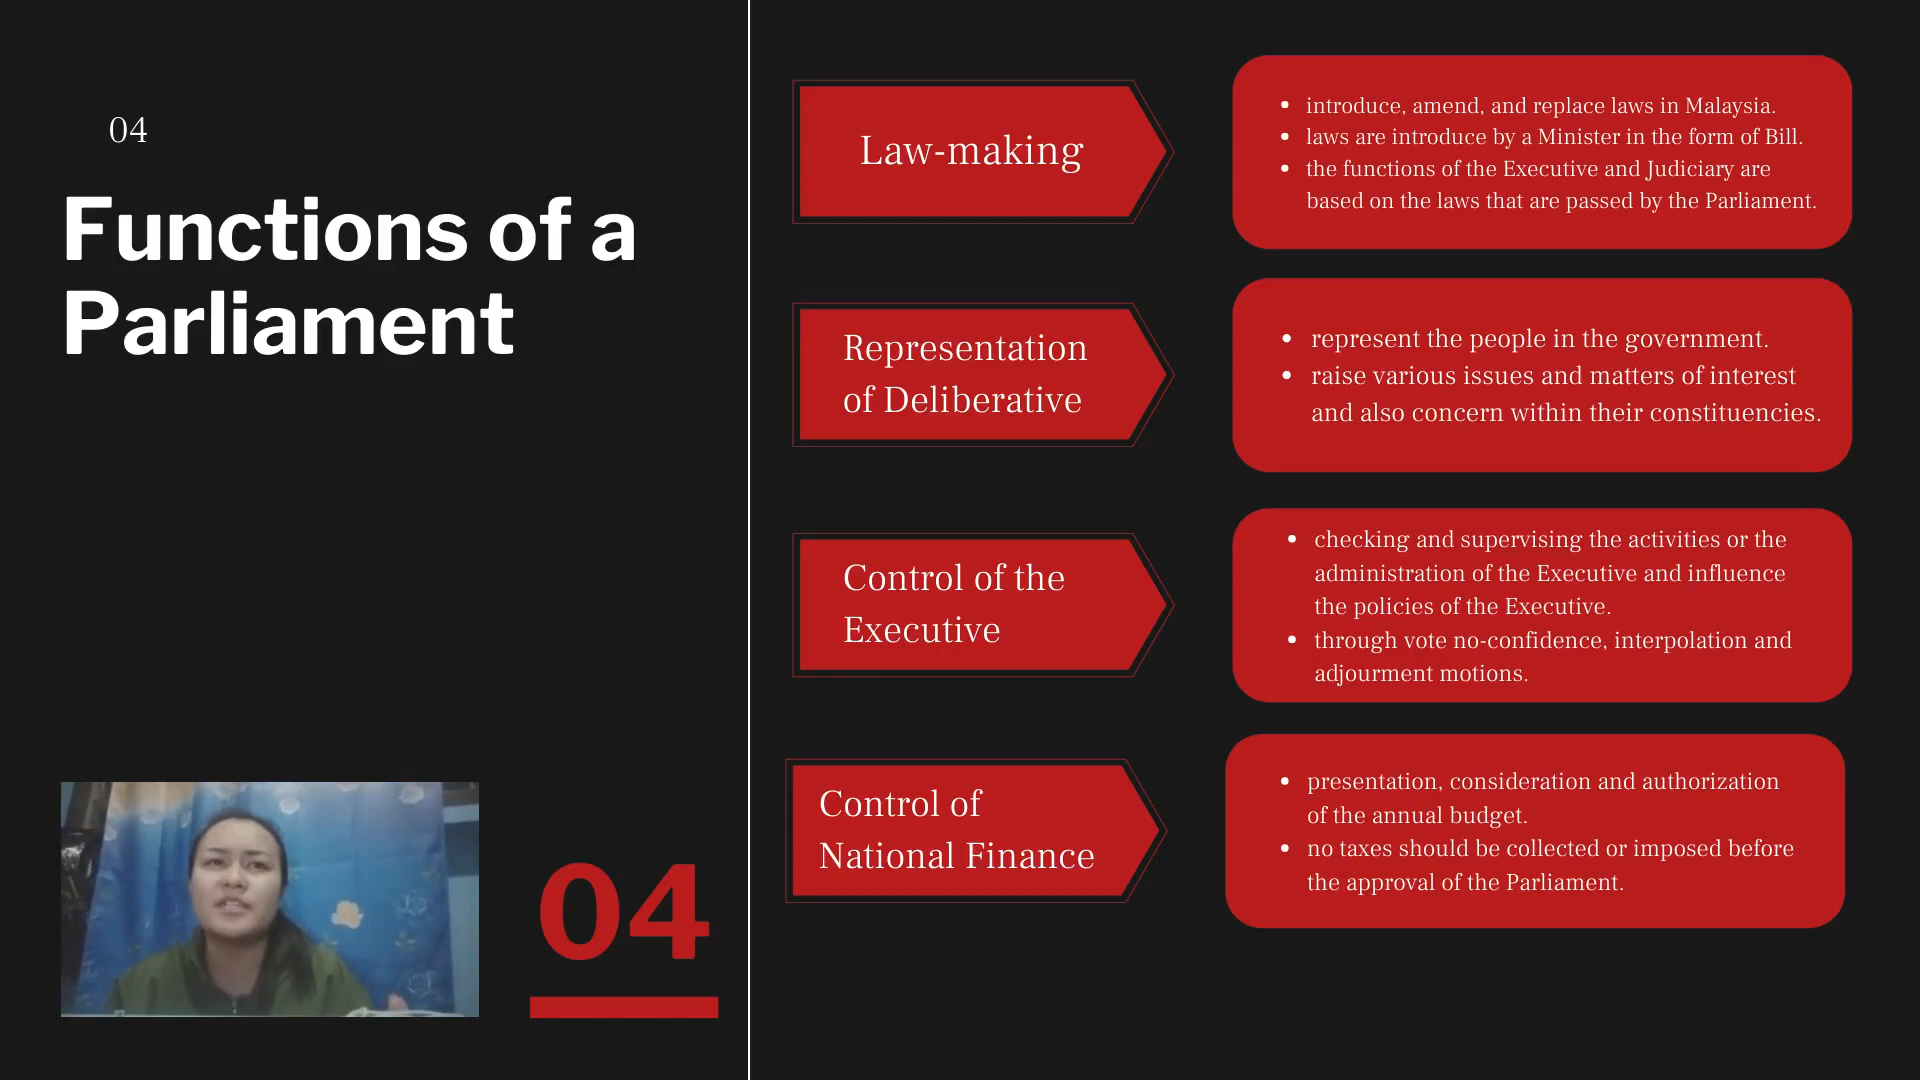 04
Functions of a
Parliament
04
Law-making
introduce, amend, and replace laws in Malaysia.
laws are introduce by a Minister in the form of Bill.
the functions of the Executive and Judiciary are
based on the laws that are passed by the Parliament.
Representation
of Deliberative
represent the people in the government.
raise various issues and matters of interest
and also concern within their constituencies.
Control of the
Executive
checking and supervising the activities or the
administration of the Executive and influence
the policies of the Executive.
through vote no-confidence, interpolation and
adjourment motions.
Control of
National Finance
presentation, consideration and authorization
of the annual budget.
no taxes should be collected or imposed before
the approval of the Parliament.